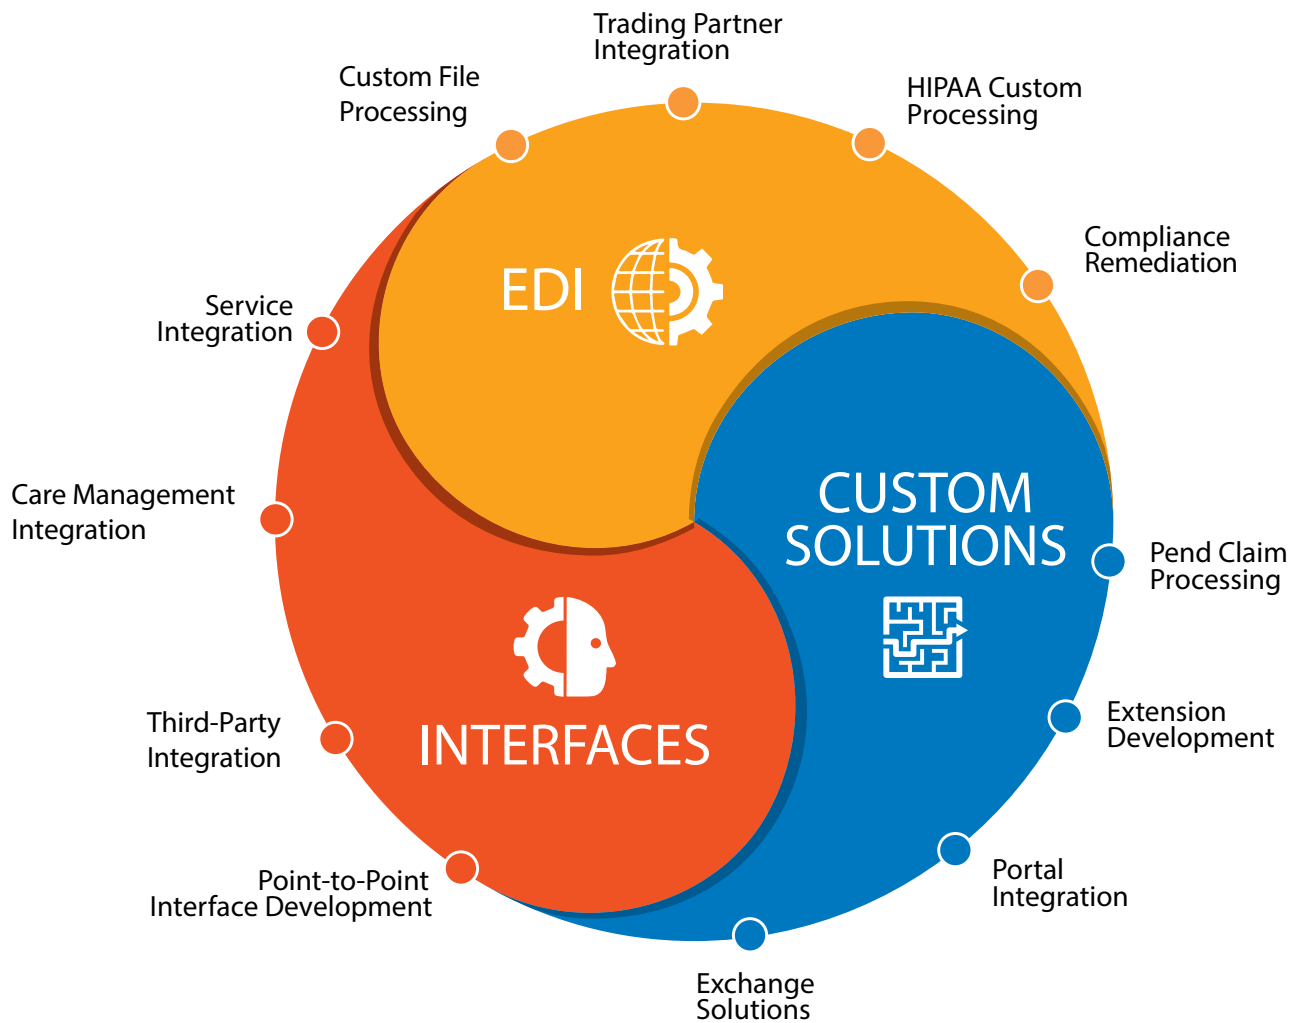 Trading Partner
Integration
Custom File
Processing
HIPAA Custom
Processing
Compliance
Remediation
EDI
Service
Integration
CUSTOM
SOLUTIONS
Care Management
Integration
Pend Claim
Processing
INTERFACES
Third-Party
Integration
Extension
Development
Point-to-Point
Interface Development
Portal
Integration
Exchange
Solutions